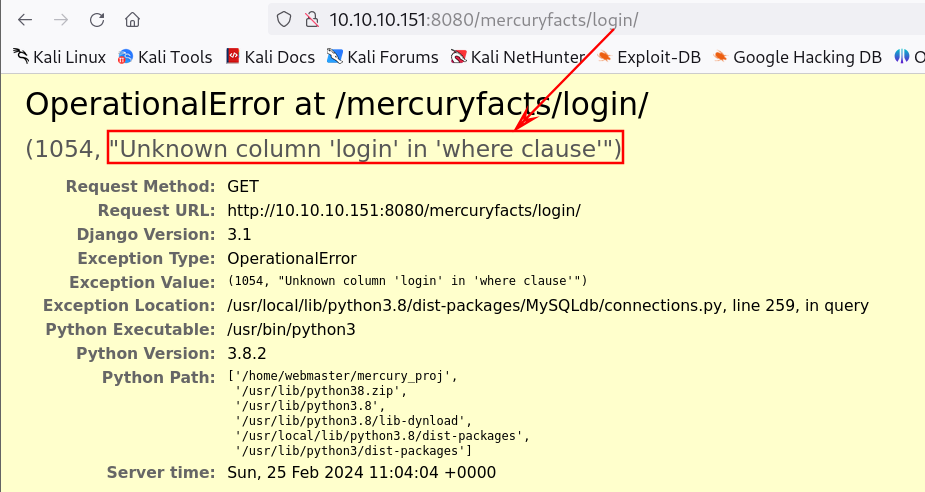 10.10.10.151:8080/mercuryfacts/login/
Kali Linux Kali Tools Kali Docs Kali Forums Kali NetHunter Exploit-DB Google Hacking DB O
OperationalError at /mercuryfacts/login/
(1054, "Unknown column 'login' in 'where clause'")
Request Method: GET
Request URL: http://10.10.10.151:8080/mercuryfacts/login/
Django Version: 3.1
Exception Type: OperationalError
Exception Value: (1054, "Unknown column 'login' in 'where clause'")
Exception Location: /usr/local/lib/python3.8/dist-packages/MySQLdb/connections.py, line 259, in query
Python Executable: /usr/bin/python3
Python Version: 3.8.2
Python Path: ['/home/webmaster/mercury_proj',
'/usr/lib/python38.zip',
'/usr/lib/python3.8',
'/usr/lib/python3.8/lib-dynload',
'/usr/local/lib/python3.8/dist-packages',
'/usr/lib/python3/dist-packages']
Server time: Sun, 25 Feb 2024 11:04:04 +0000